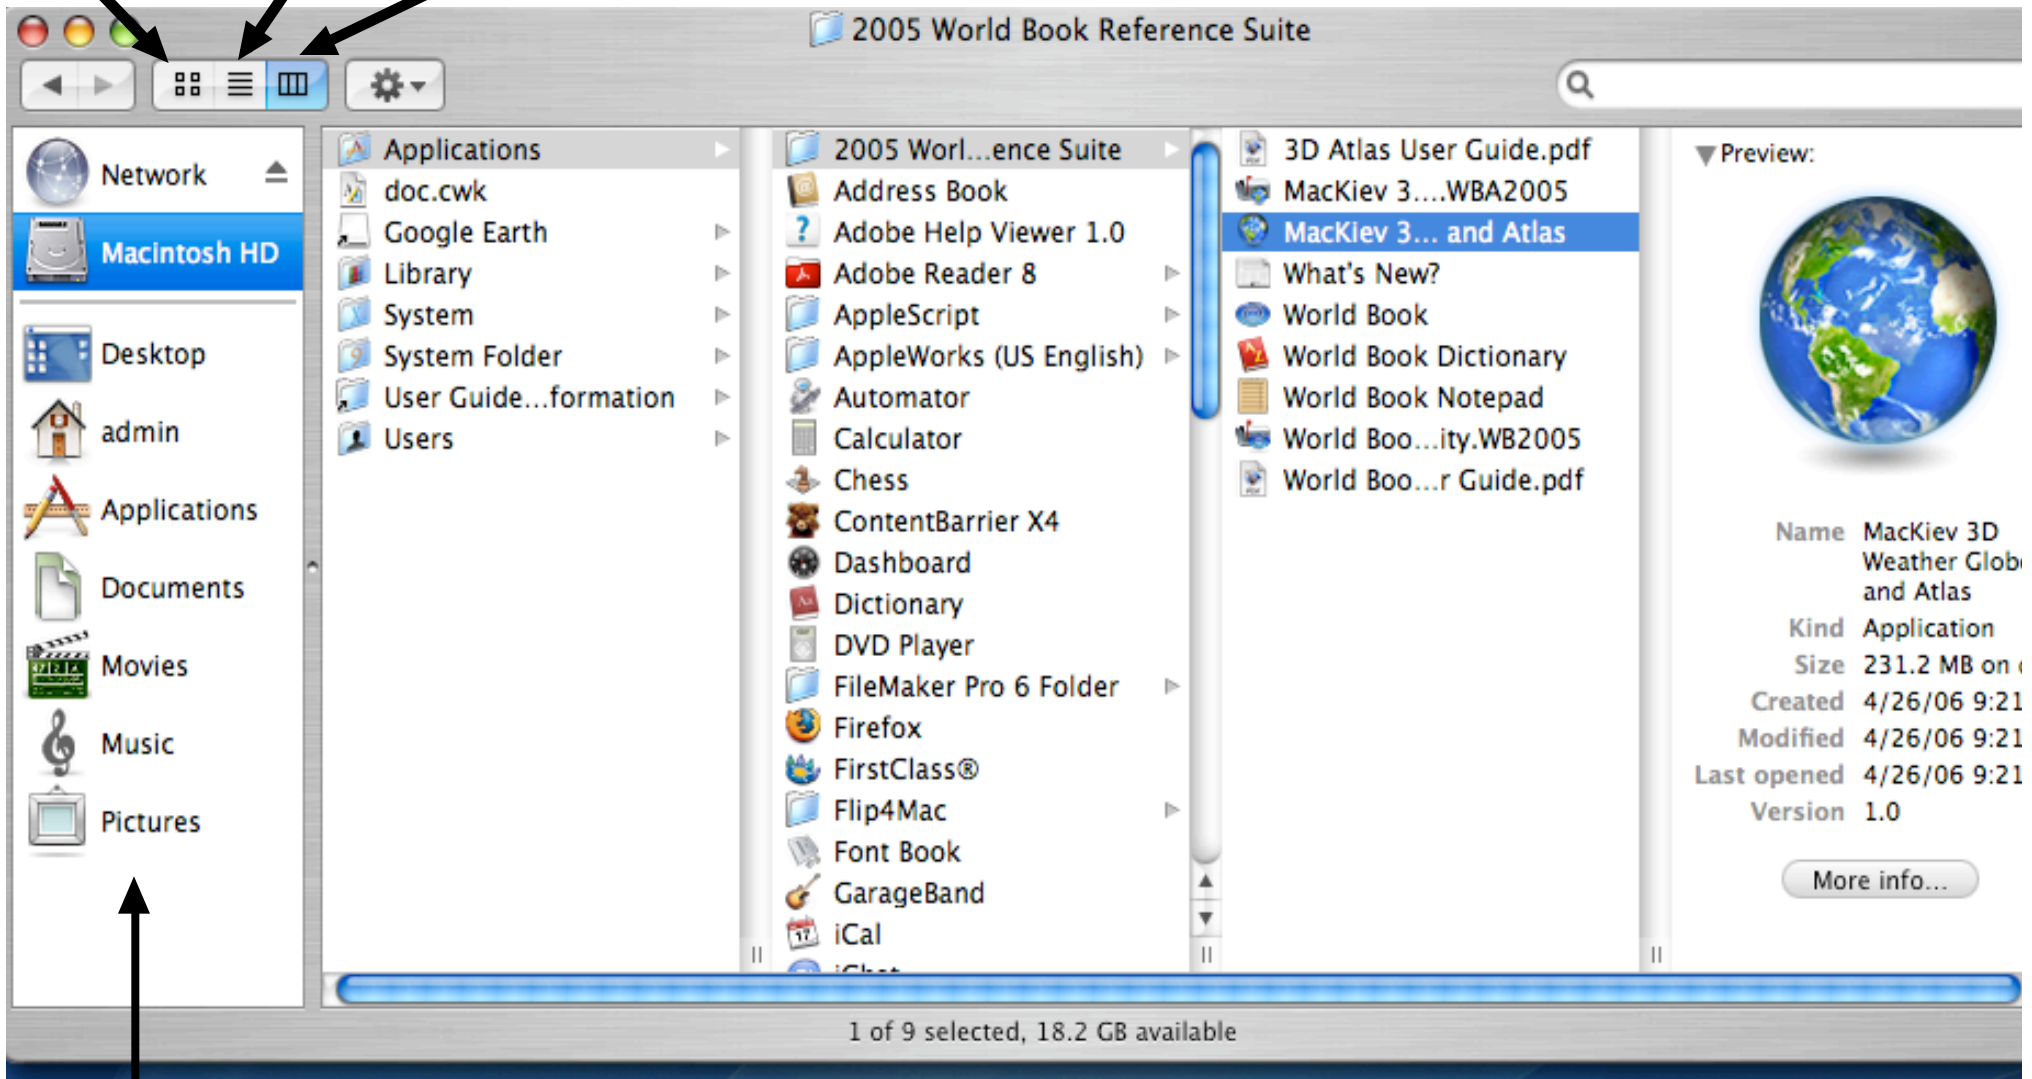 2005 World Book Reference Suite
Network
Macintosh HD
Desktop
admin
Applications
Documents
Movies
Music
Pictures
Applications
doc.cwk
Google Earth
Library
System
System Folder
User Guide...formation
Users
2005 Worl...ence Suite
Address Book
Adobe Help Viewer 1.0
Adobe Reader 8
AppleScript
AppleWorks (US English)
Automator
Calculator
Chess
ContentBarrier X4
Dashboard
Dictionary
DVD Player
FileMaker Pro 6 Folder
Firefox
FirstClass®
Flip4Mac
Font Book
GarageBand
iCal
3D Atlas User Guide.pdf
MacKiev 3....WBA2005
MacKiev 3... and Atlas
What's New?
World Book
World Book Dictionary
World Book Notepad
World Boo...ity.WB2005
World Boo...r Guide.pdf
Preview:
Name MacKiev 3D
Weather Globe
and Atlas
Kind Application
Size 231.2 MB on
Created 4/26/06 9:21
Modified 4/26/06 9:21
Last opened 4/26/06 9:21
Version 1.0
More info...
1 of 9 selected, 18.2 GB available